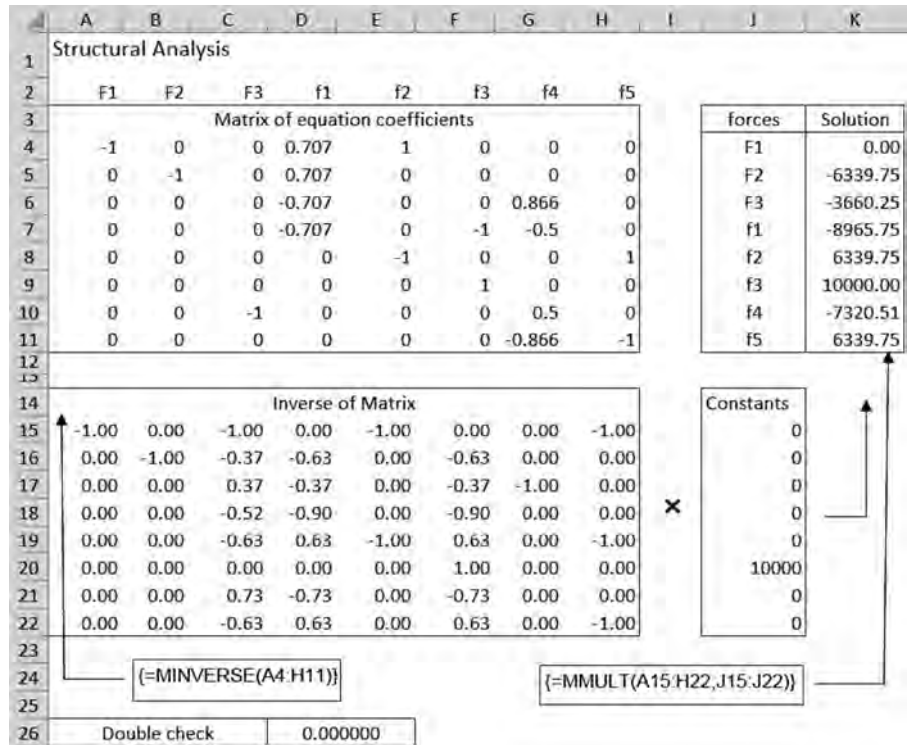 A B C D E F G H I J K
1 Structural Analysis
2 F1 F2 F3 f1 f2 f3 f4 f5
3 Matrix of equation coefficients forces Solution
4 -1 0 0 0.707 1 0 0 0 F1 0.00
5 0 -1 0 0.707 0 0 0 0 F2 -6339.75
6 0 0 0 -0.707 0 0 0.866 0 F3 -3660.25
7 0 0 0 -0.707 0 -1 -0.5 0 f1 -8965.75
8 0 0 0 0 -1 0 0 1 f2 6339.75
9 0 0 0 0 0 1 0 0 f3 10000.00
10 0 0 -1 0 0 0 0.5 0 f4 -7320.51
11 0 0 0 0 0 0 -0.866 -1 f5 6339.75
12
13
14 Inverse of Matrix Constants
15 -1.00 0.00 -1.00 0.00 -1.00 0.00 0.00 -1.00 0
16 0.00 -1.00 -0.37 -0.63 0.00 -0.63 0.00 0.00 0
17 0.00 0.00 0.37 -0.37 0.00 -0.37 -1.00 0.00 0
18 0.00 0.00 -0.52 -0.90 0.00 -0.90 0.00 0.00 × 0
19 0.00 0.00 -0.63 0.63 -1.00 0.63 0.00 -1.00 0
20 0.00 0.00 0.00 0.00 0.00 1.00 0.00 0.00 10000
21 0.00 0.00 0.73 -0.73 0.00 -0.73 0.00 0.00 0
22 0.00 0.00 -0.63 0.63 0.00 0.63 0.00 -1.00 0
23
24 {=MINVERSE(A4:H11)} {=MMULT(A15:H22,J15:J22)}
25
26 Double check 0.000000